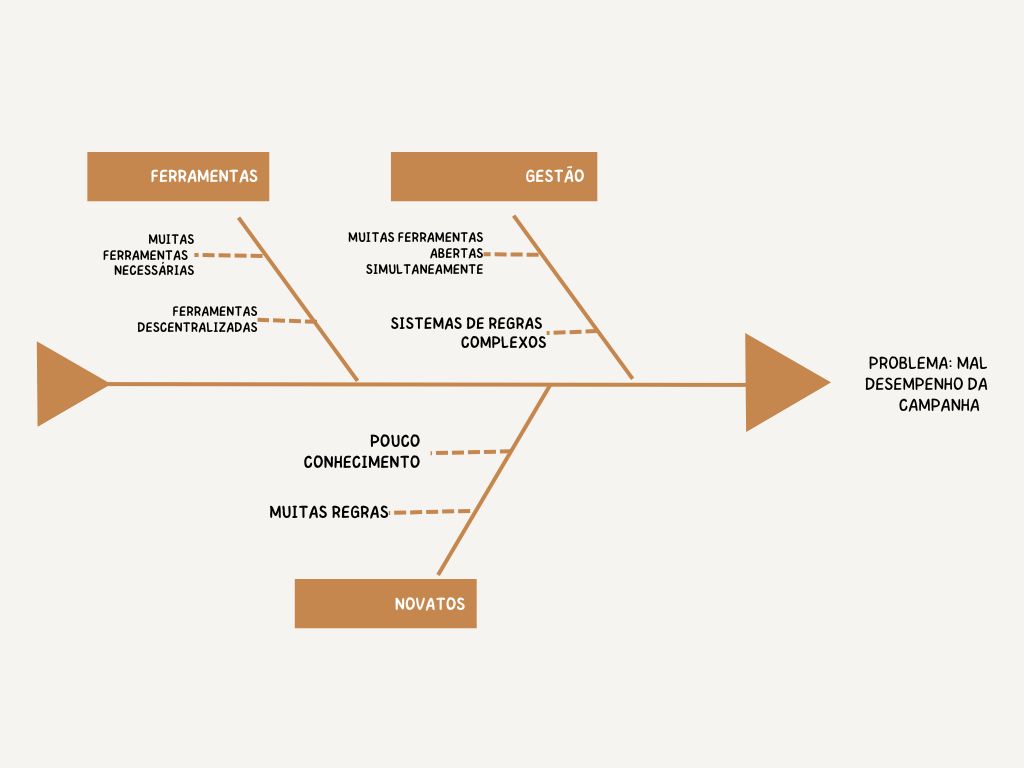 FERRAMENTAS
GESTÃO
MUITAS
FERRAMENTAS
NECESSÁRIAS
FERRAMENTAS
DESCENTRALIZADAS
MUITAS FERRAMENTAS
ABERTAS
SIMULTANEAMENTE
SISTEMAS DE REGRAS
COMPLEXOS
PROBLEMA: MAL
DESEMPENHO DA
CAMPANHA
POUCO
CONHECIMENTO
MUITAS REGRAS
NOVATOS